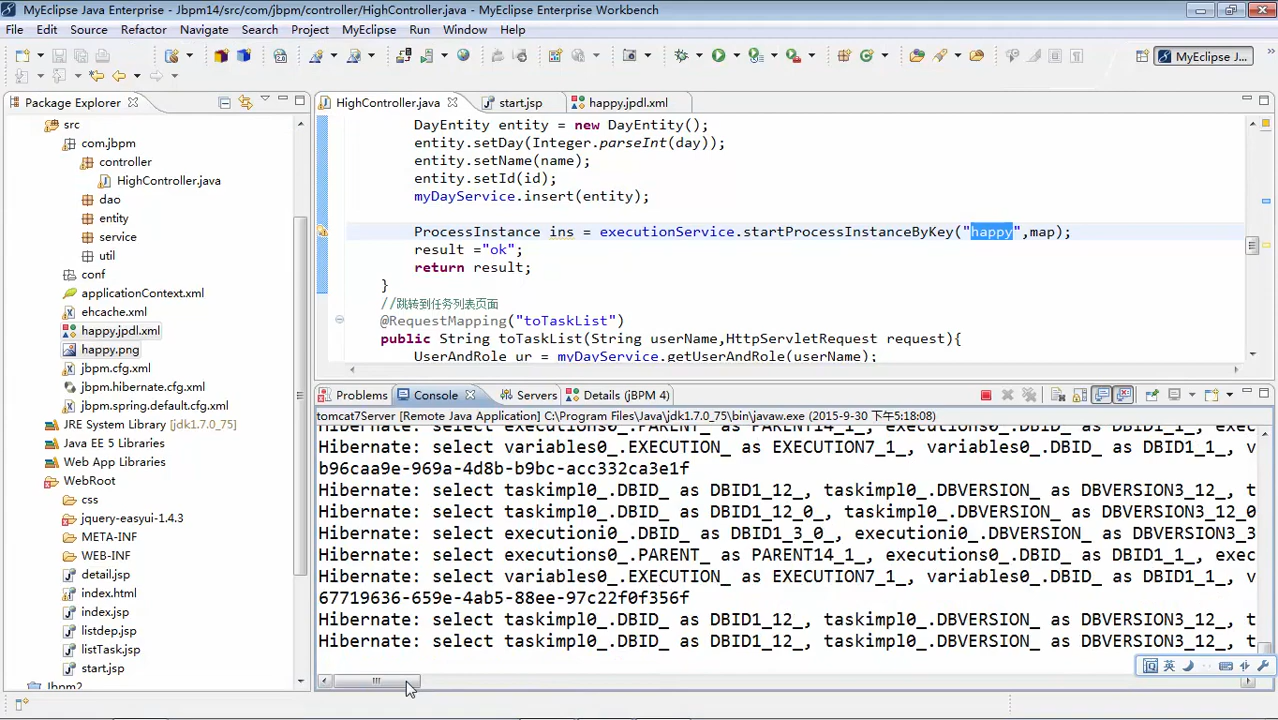 MyEclipse Java Enterprise - Jbpm14/src/com/jbpm/controller/HighController.java - MyEclipse Enterprise Workbench
File Edit Source Refactor Navigate Search Project MyEclipse Run Window Help
MyEclipse J...
Package Explorer
HighController.java
start.jsp
happy.jpdl.xml
src
com.jbpm
controller
HighController.java
dao
entity
service
util
conf
applicationContext.xml
ehcache.xml
happy.jpdl.xml
happy.png
jbpm.cfg.xml
jbpm.hibernate.cfg.xml
jbpm.spring.default.cfg.xml
JRE System Library [jdk1.7.0_75]
Java EE 5 Libraries
Web App Libraries
WebRoot
css
jquery-easyui-1.4.3
META-INF
WEB-INF
detail.jsp
index.html
index.jsp
listdep.jsp
listTask.jsp
start.jsp
Jbpm2
DayEntity entity = new DayEntity();
entity.setDay(Integer.parseInt(day));
entity.setName(name);
entity.setId(id);
myDayService.insert(entity);
ProcessInstance ins = executionService.startProcessInstanceByKey("happy",map);
result ="ok";
return result;
}
//跳转到任务列表页面
@RequestMapping("toTaskList")
public String toTaskList(String userName,HttpServletRequest request){
UserAndRole ur = myDayService.getUserAndRole(userName);
Problems Console Servers Details (jBPM 4)
tomcat7Server [Remote Java Application] C:\Program Files\Java\jdk1.7.0_75\bin\javaw.exe (2015-9-30 下午5:18:08)
Hibernate: select executions0_.PARENT_ as PARENT14_1_, executions0_.DBID_ as DBID1_1_, exec
Hibernate: select variables0_.EXECUTION_ as EXECUTION7_1_, variables0_.DBID_ as DBID1_1_, v
b96caa9e-969a-4d8b-b9bc-acc332ca3e1f
Hibernate: select taskimpl0_.DBID_ as DBID1_12_, taskimpl0_.DBVERSION_ as DBVERSION3_12_, t
Hibernate: select taskimpl0_.DBID_ as DBID1_12_0_, taskimpl0_.DBVERSION_ as DBVERSION3_12_0
Hibernate: select executioni0_.DBID_ as DBID1_3_0_, executioni0_.DBVERSION_ as DBVERSION3_3
Hibernate: select executions0_.PARENT_ as PARENT14_1_, executions0_.DBID_ as DBID1_1_, exec
Hibernate: select variables0_.EXECUTION_ as EXECUTION7_1_, variables0_.DBID_ as DBID1_1_, v
67719636-659e-4ab5-88ee-97c22f0f356f
Hibernate: select taskimpl0_.DBID_ as DBID1_12_, taskimpl0_.DBVERSION_ as DBVERSION3_12_, t
Hibernate: select taskimpl0_.DBID_ as DBID1_12_, taskimpl0_.DBVERSION_ as DBVERSION3_12_, t
英